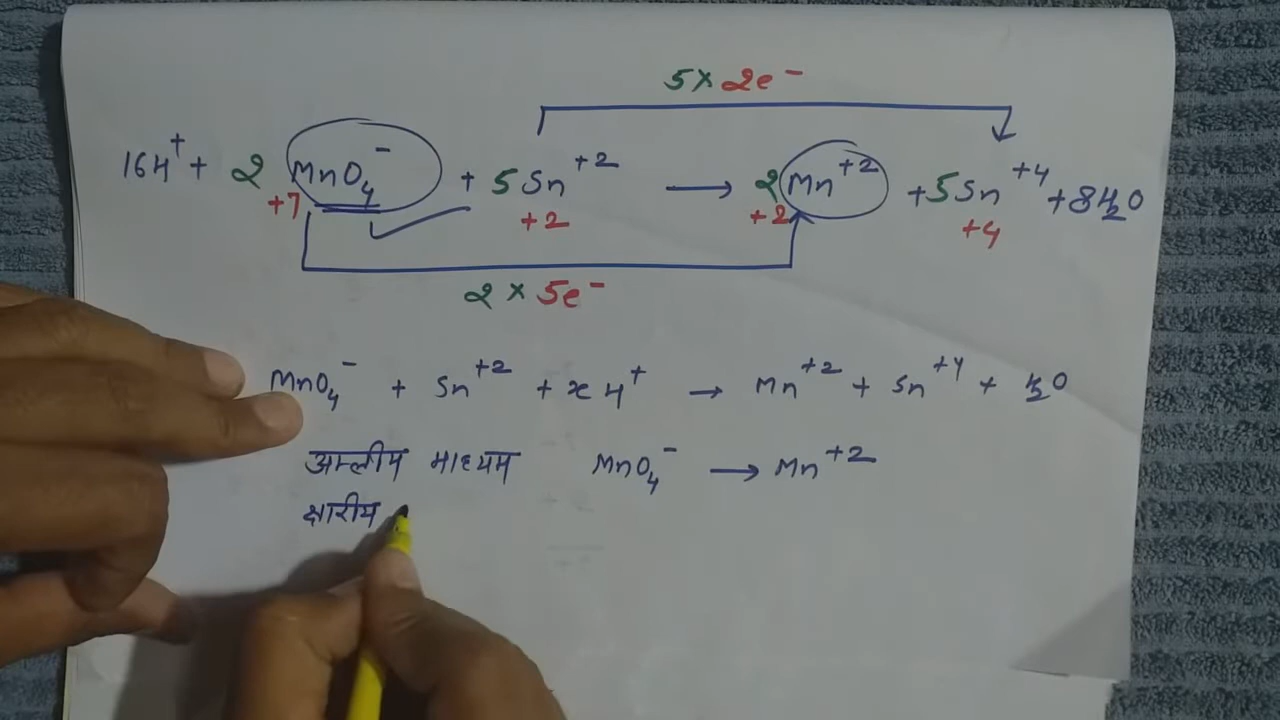 5 × 2e⁻
16H⁺ + 2 MnO₄⁻ + 5Sn⁺² → 2Mn⁺² + 5Sn⁺⁴ + 8H₂O
+7 +2 +2 +4
2 × 5e⁻
MnO₄⁻ + Sn⁺² + xH⁺ → Mn⁺² + Sn⁺⁴ + H₂O
अम्लीय माध्यम MnO₄⁻ → Mn⁺²
क्षारीय